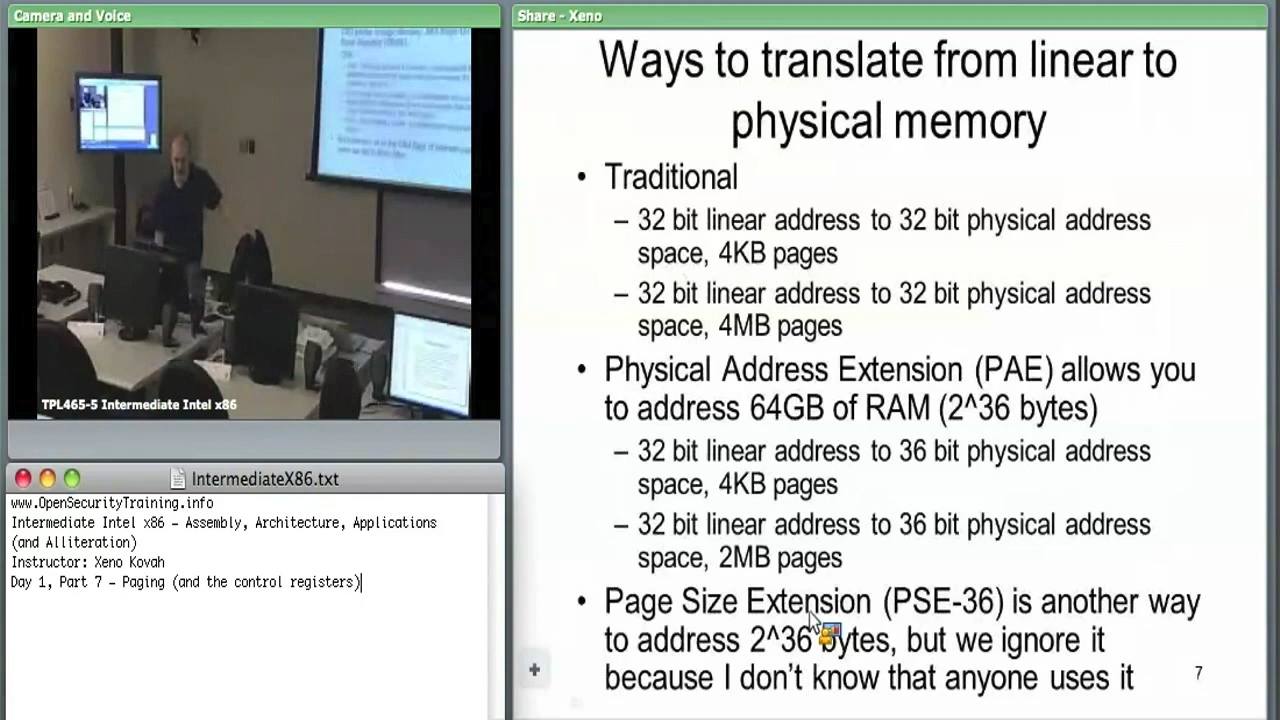 Camera and Voice
TPL465-5 Intermediate Intel x86
IntermediateX86.txt
www.OpenSecurityTraining.info
Intermediate Intel x86 – Assembly, Architecture, Applications
(and Alliteration)
Instructor: Xeno Kovah
Day 1, Part 7 – Paging (and the control registers)
Share - Xeno
Ways to translate from linear to
physical memory
• Traditional
– 32 bit linear address to 32 bit physical address
space, 4KB pages
– 32 bit linear address to 32 bit physical address
space, 4MB pages
• Physical Address Extension (PAE) allows you
to address 64GB of RAM (2^36 bytes)
– 32 bit linear address to 36 bit physical address
space, 4KB pages
– 32 bit linear address to 36 bit physical address
space, 2MB pages
• Page Size Extension (PSE-36) is another way
to address 2^36 bytes, but we ignore it
because I don’t know that anyone uses it
7